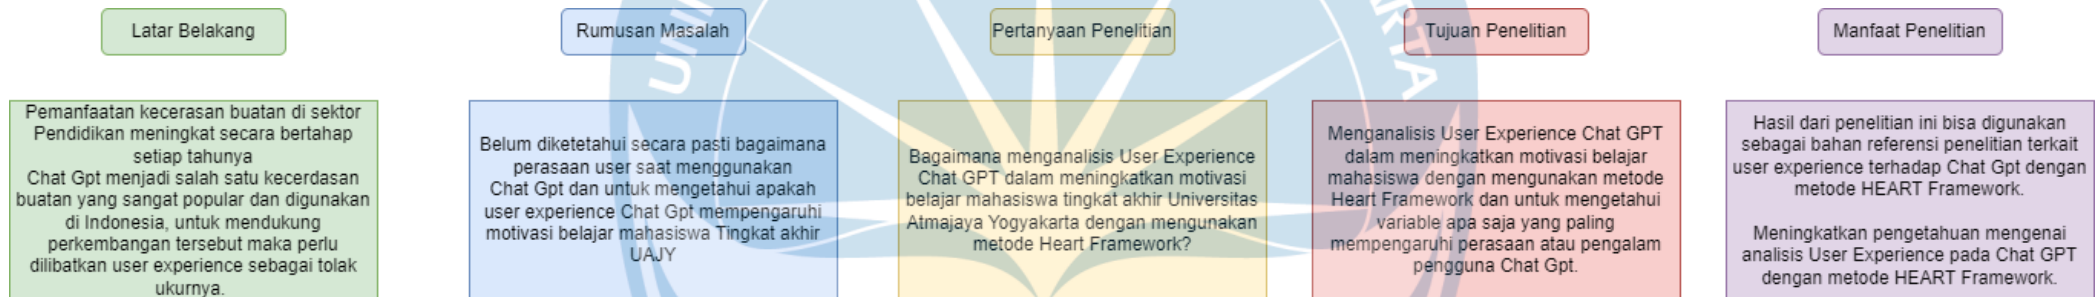 Latar Belakang
Pemanfaatan kecerasan buatan di sektor
Pendidikan meningkat secara bertahap
setiap tahunya
Chat Gpt menjadi salah satu kecerdasan
buatan yang sangat popular dan digunakan
di Indonesia, untuk mendukung
perkembangan tersebut maka perlu
dilibatkan user experience sebagai tolak
ukurnya.
Rumusan Masalah
Belum diketetahui secara pasti bagaimana
perasaan user saat menggunakan
Chat Gpt dan untuk mengetahui apakah
user experience Chat Gpt mempengaruhi
motivasi belajar mahasiswa Tingkat akhir
UAJY
Pertanyaan Penelitian
Bagaimana menganalisis User Experience
Chat GPT dalam meningkatkan motivasi
belajar mahasiswa tingkat akhir Universitas
Atmajaya Yogyakarta dengan mengunakan
metode Heart Framework?
Tujuan Penelitian
Menganalisis User Experience Chat GPT
dalam meningkatkan motivasi belajar
mahasiswa dengan mengunakan metode
Heart Framework dan untuk mengetahui
variable apa saja yang paling
mempengaruhi perasaan atau pengalam
pengguna Chat Gpt.
Manfaat Penelitian
Hasil dari penelitian ini bisa digunakan
sebagai bahan referensi penelitian terkait
user experience terhadap Chat Gpt dengan
metode HEART Framework.
Meningkatkan pengetahuan mengenai
analisis User Experience pada Chat GPT
dengan metode HEART Framework.